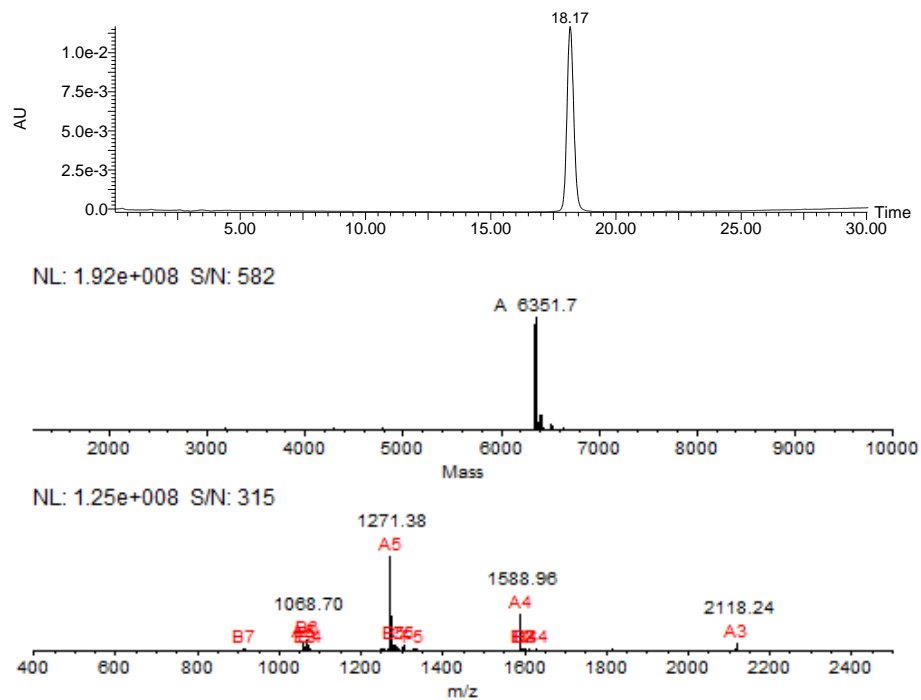 18.17
AU
1.0e-2
7.5e-3
5.0e-3
2.5e-3
0.0
5.00 10.00 15.00 20.00 25.00 30.00
Time
NL: 1.92e+008 S/N: 582
A 6351.7
2000 3000 4000 5000 6000 7000 8000 9000 10000
Mass
NL: 1.25e+008 S/N: 315
1271.38
A5
1588.96
A4
1068.70
2118.24
B7
A3
400 600 800 1000 1200 1400 1600 1800 2000 2200 2400
m/z